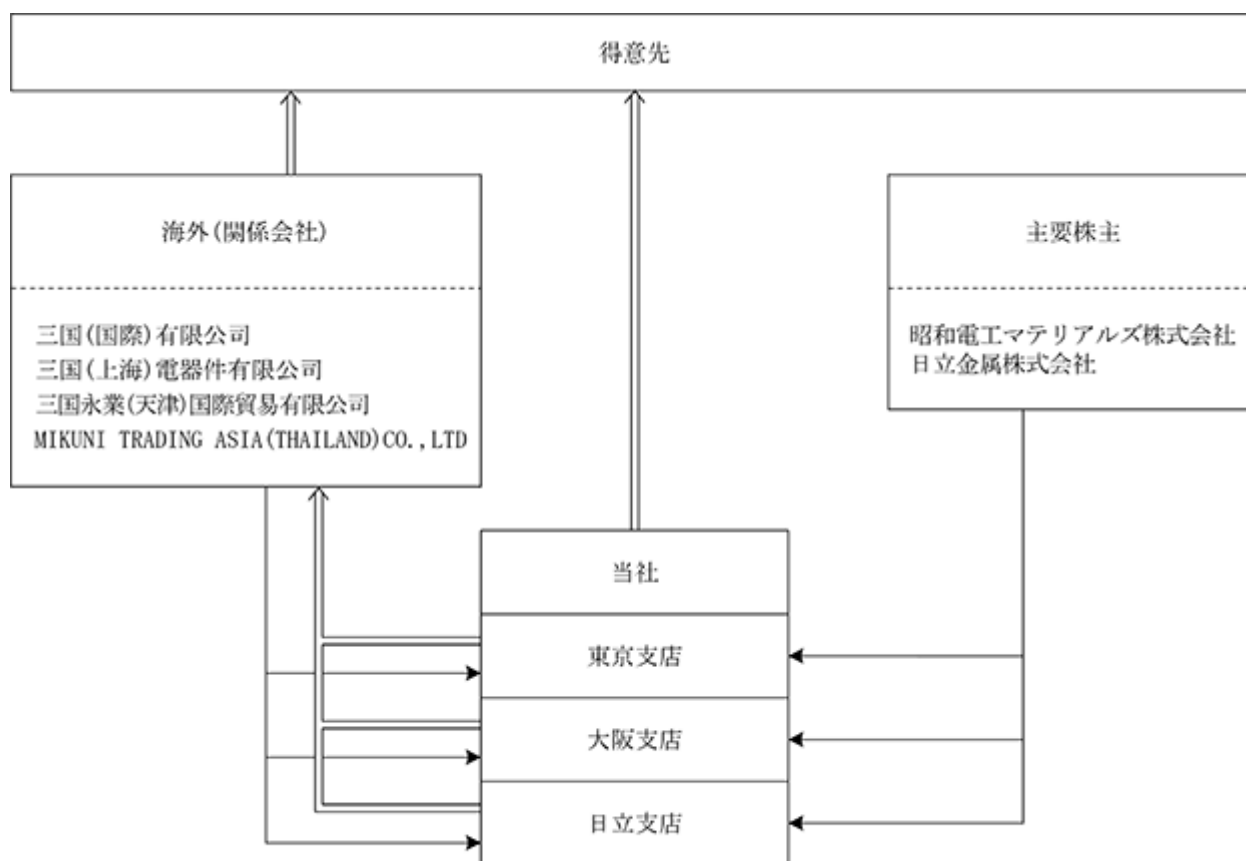 得意先
海外(関係会社)
三国(国際)有限公司
三国(上海)電器件有限公司
三国永業(天津)国際貿易有限公司
MIKUNI TRADING ASIA(THAILAND)CO.,LTD
主要株主
昭和電工マテリアルズ株式会社
日立金属株式会社
当社
東京支店
大阪支店
日立支店